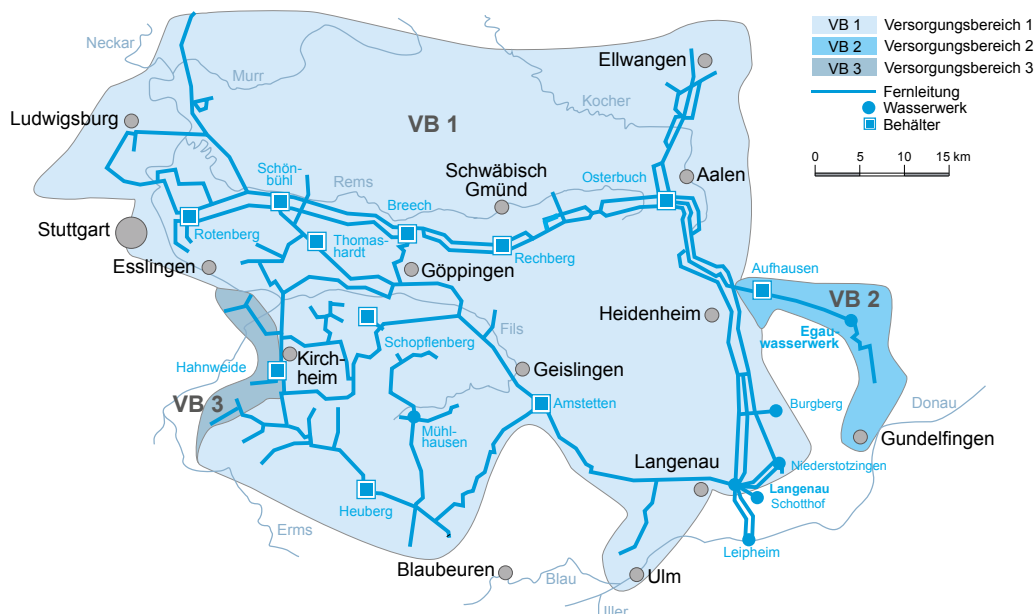 VB 1 Versorgungsbereich 1
VB 2 Versorgungsbereich 2
VB 3 Versorgungsbereich 3
Fernleitung
Wasserwerk
Behälter
0 5 10 15 km
Neckar
Murr
Ellwangen
Kocher
Ludwigsburg
VB 1
Schön-
bühl
Rems
Schwäbisch
Gmünd
Osterbuch
Aalen
Breech
Stuttgart
Rotenberg
Thomas-
hardt
Rechberg
Esslingen
Göppingen
Aufhausen
VB 2
Heidenheim
Egau-
wasserwerk
Fils
Schopflenberg
Hahnweide
Kirch-
heim
Geislingen
VB 3
Amstetten
Burgberg
Donau
Mühl-
hausen
Gundelfingen
Langenau
Niederstotzingen
Langenau
Schotthof
Heuberg
Erms
Leipheim
Blaubeuren
Blau
Ulm
Iller